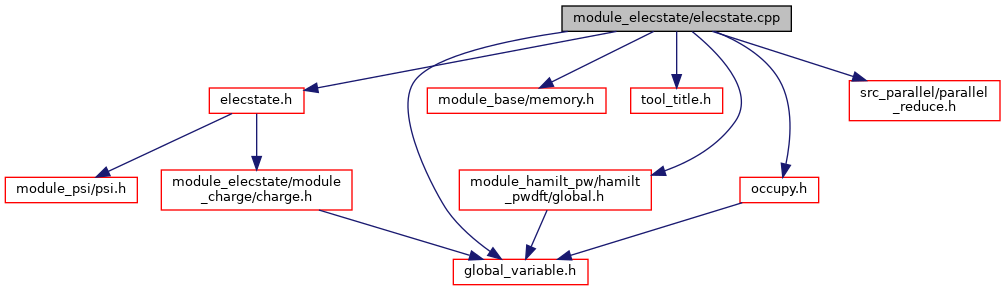 module_elecstate/elecstate.cpp
elecstate.h
module_base/memory.h
tool_title.h
src_parallel/parallel
_reduce.h
module_psi/psi.h
module_elecstate/module
_charge/charge.h
module_hamilt_pw/hamilt
_pwdft/global.h
occupy.h
global_variable.h